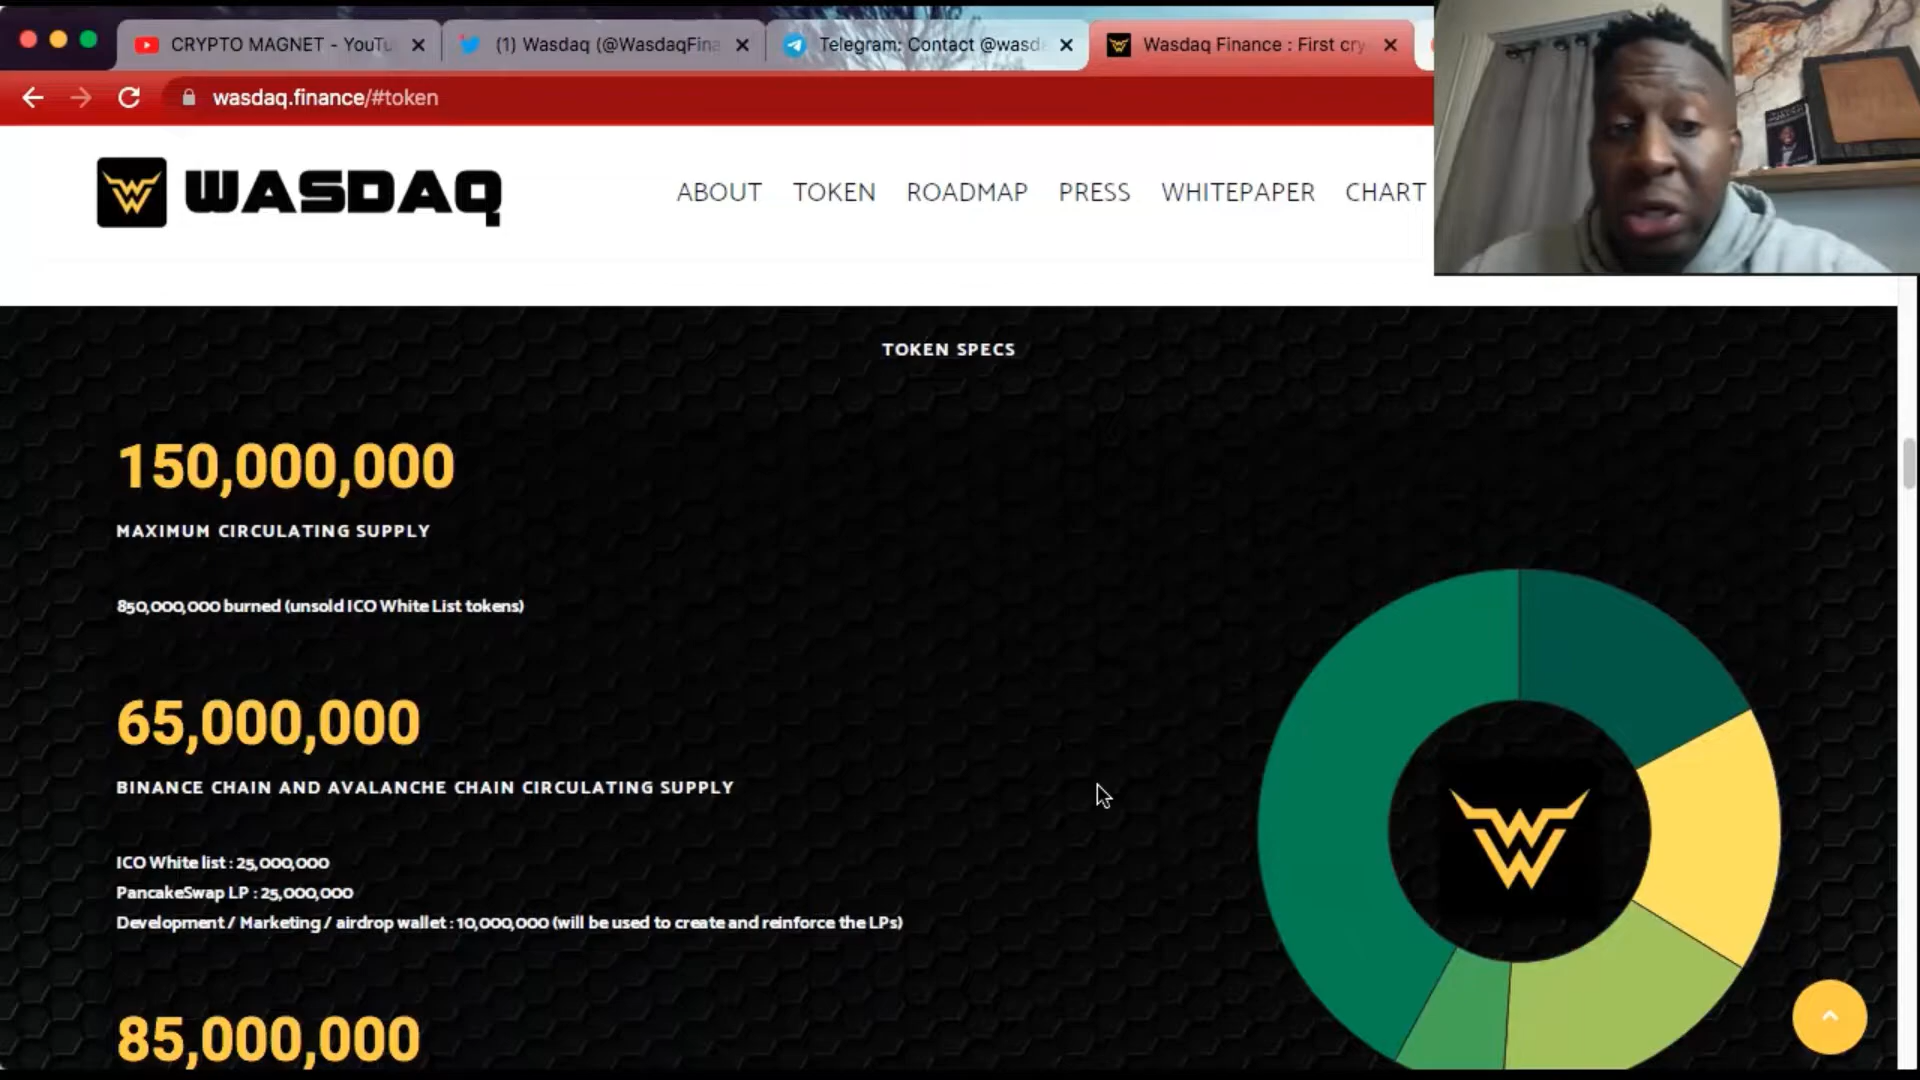 CRYPTO MAGNET - YouTu
(1) Wasdaq (@WasdaqFina
Telegram: Contact @wasd
Wasdaq Finance : First cry
wasdaq.finance/#token
WASDAQ
ABOUT TOKEN ROADMAP PRESS WHITEPAPER CHART
TOKEN SPECS
150,000,000
MAXIMUM CIRCULATING SUPPLY
850,000,000 burned (unsold ICO White List tokens)
65,000,000
BINANCE CHAIN AND AVALANCHE CHAIN CIRCULATING SUPPLY
ICO White list : 25,000,000
PancakeSwap LP : 25,000,000
Development / Marketing / airdrop wallet : 10,000,000 (will be used to create and reinforce the LPs)
85,000,000